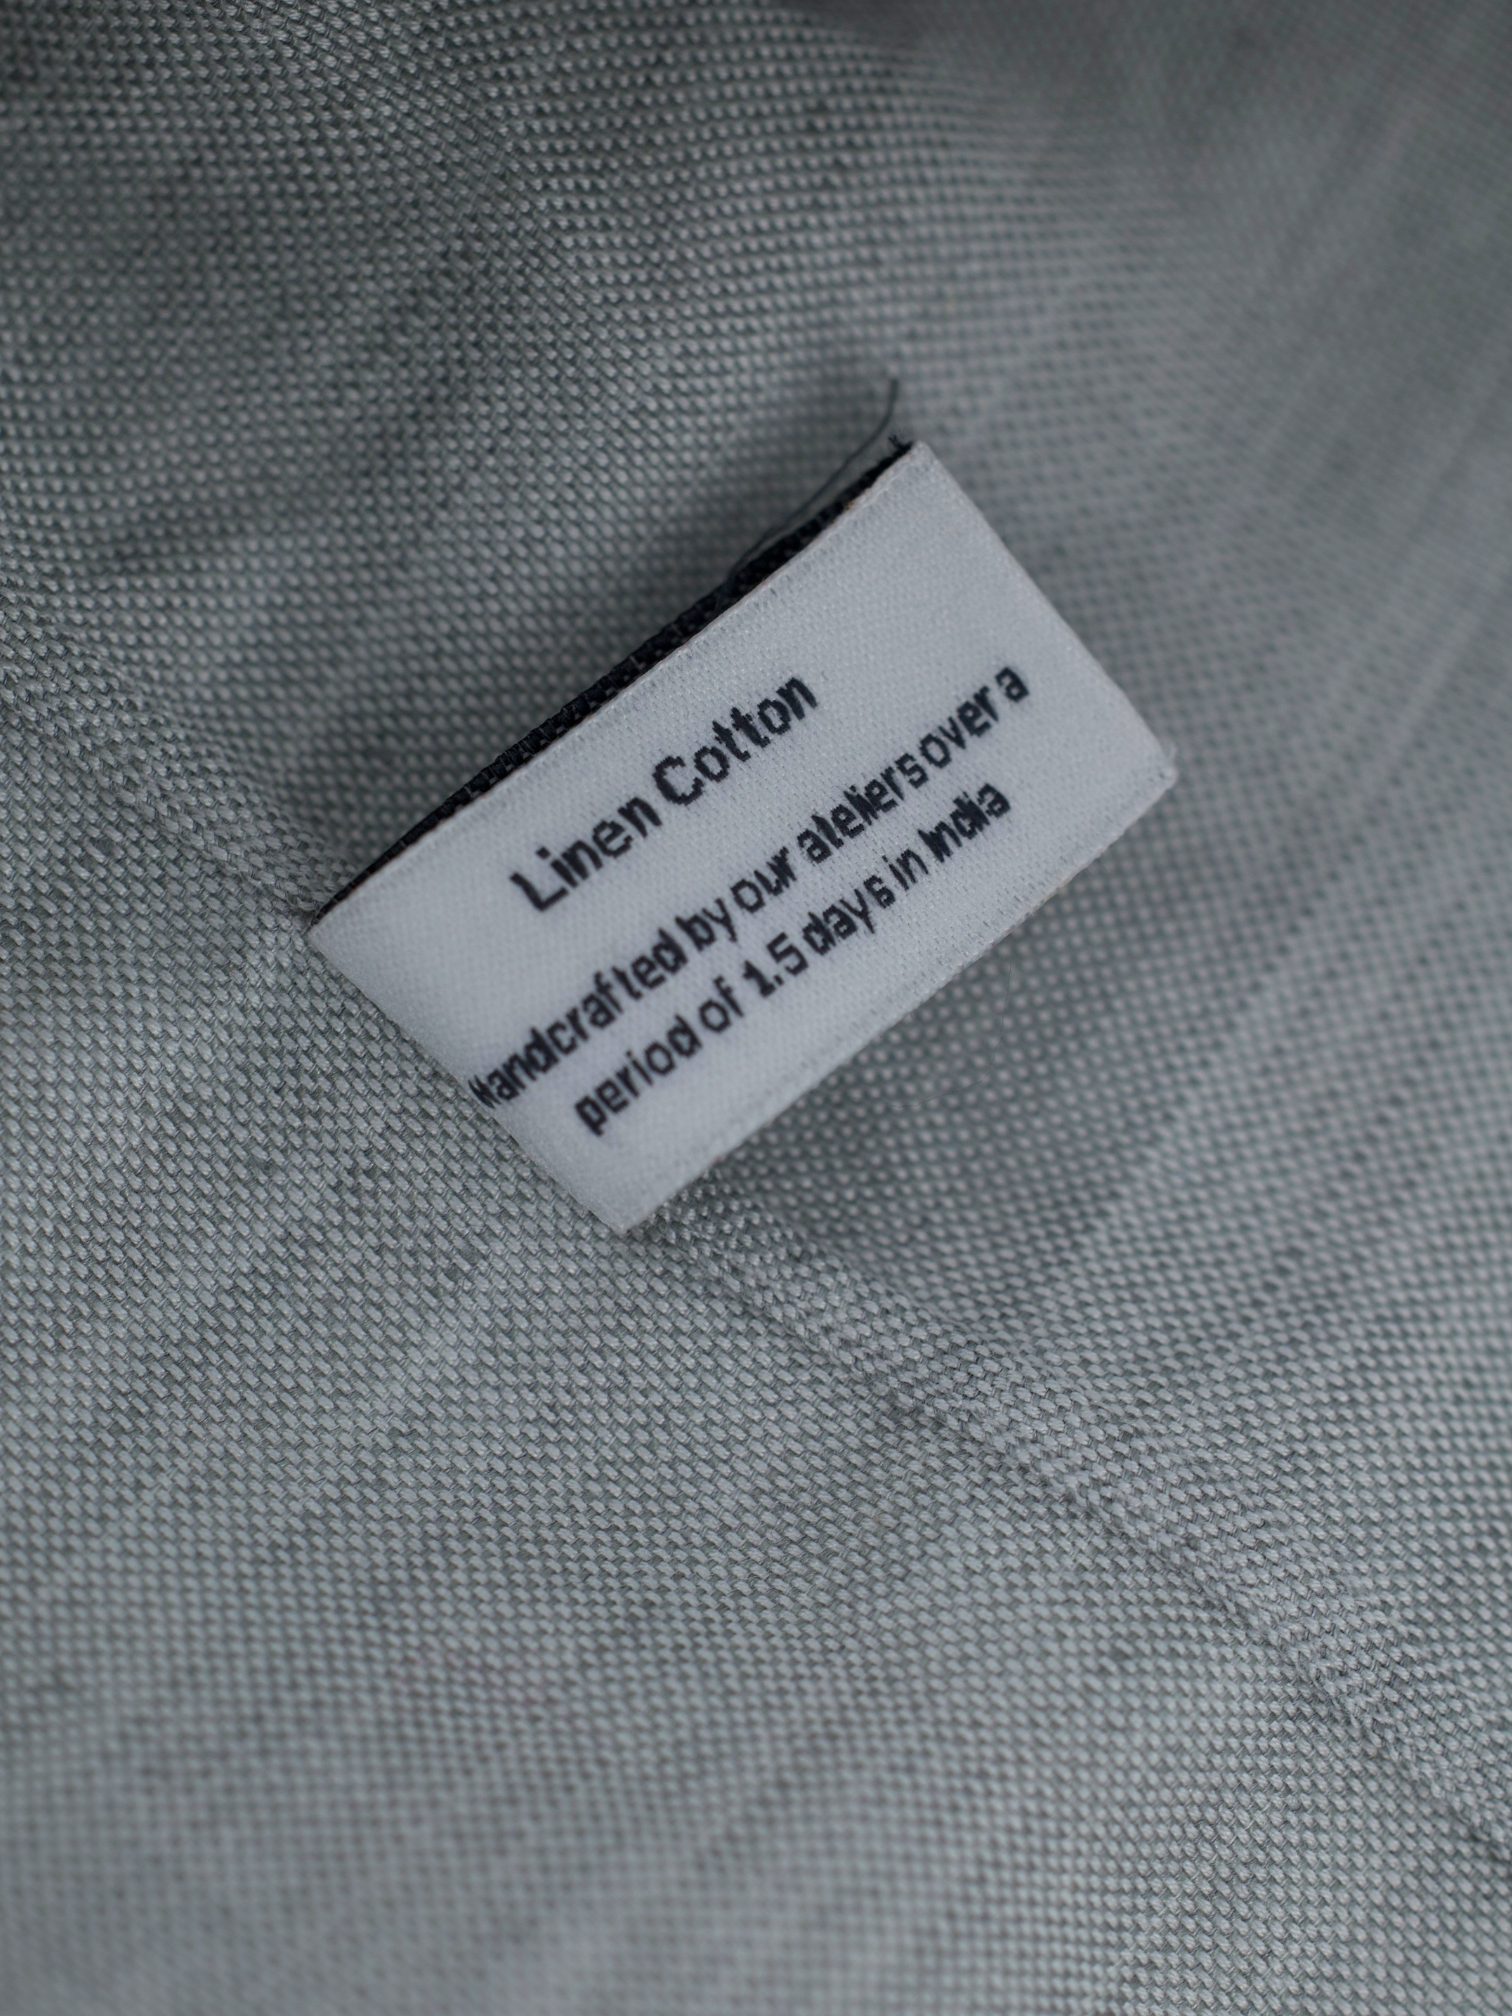 Linen Cotton
Handcrafted by our ateliers over a
period of 1.5 days in India